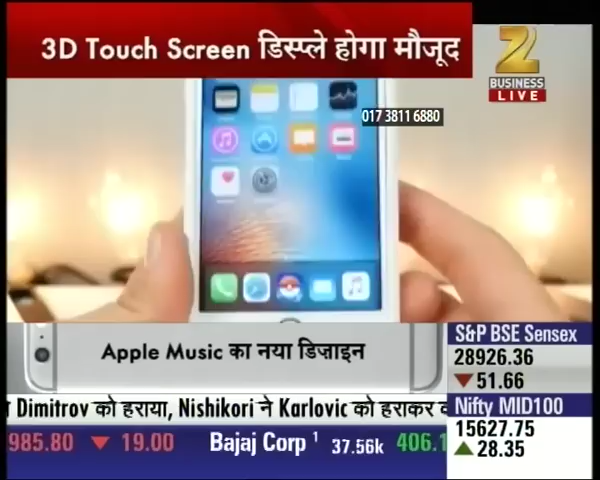 3D Touch Screen डिस्प्ले होगा मौजूद
Z
BUSINESS
LIVE
017 3811 6880
Apple Music का नया डिज़ाइन
S&P BSE Sensex
28926.36
51.66
Dimitrov को हराया, Nishikori ने Karlovic को हराकर
Nifty MID100
15627.75
28.35
985.80 19.00 Bajaj Corp 1 37.56k 406.1